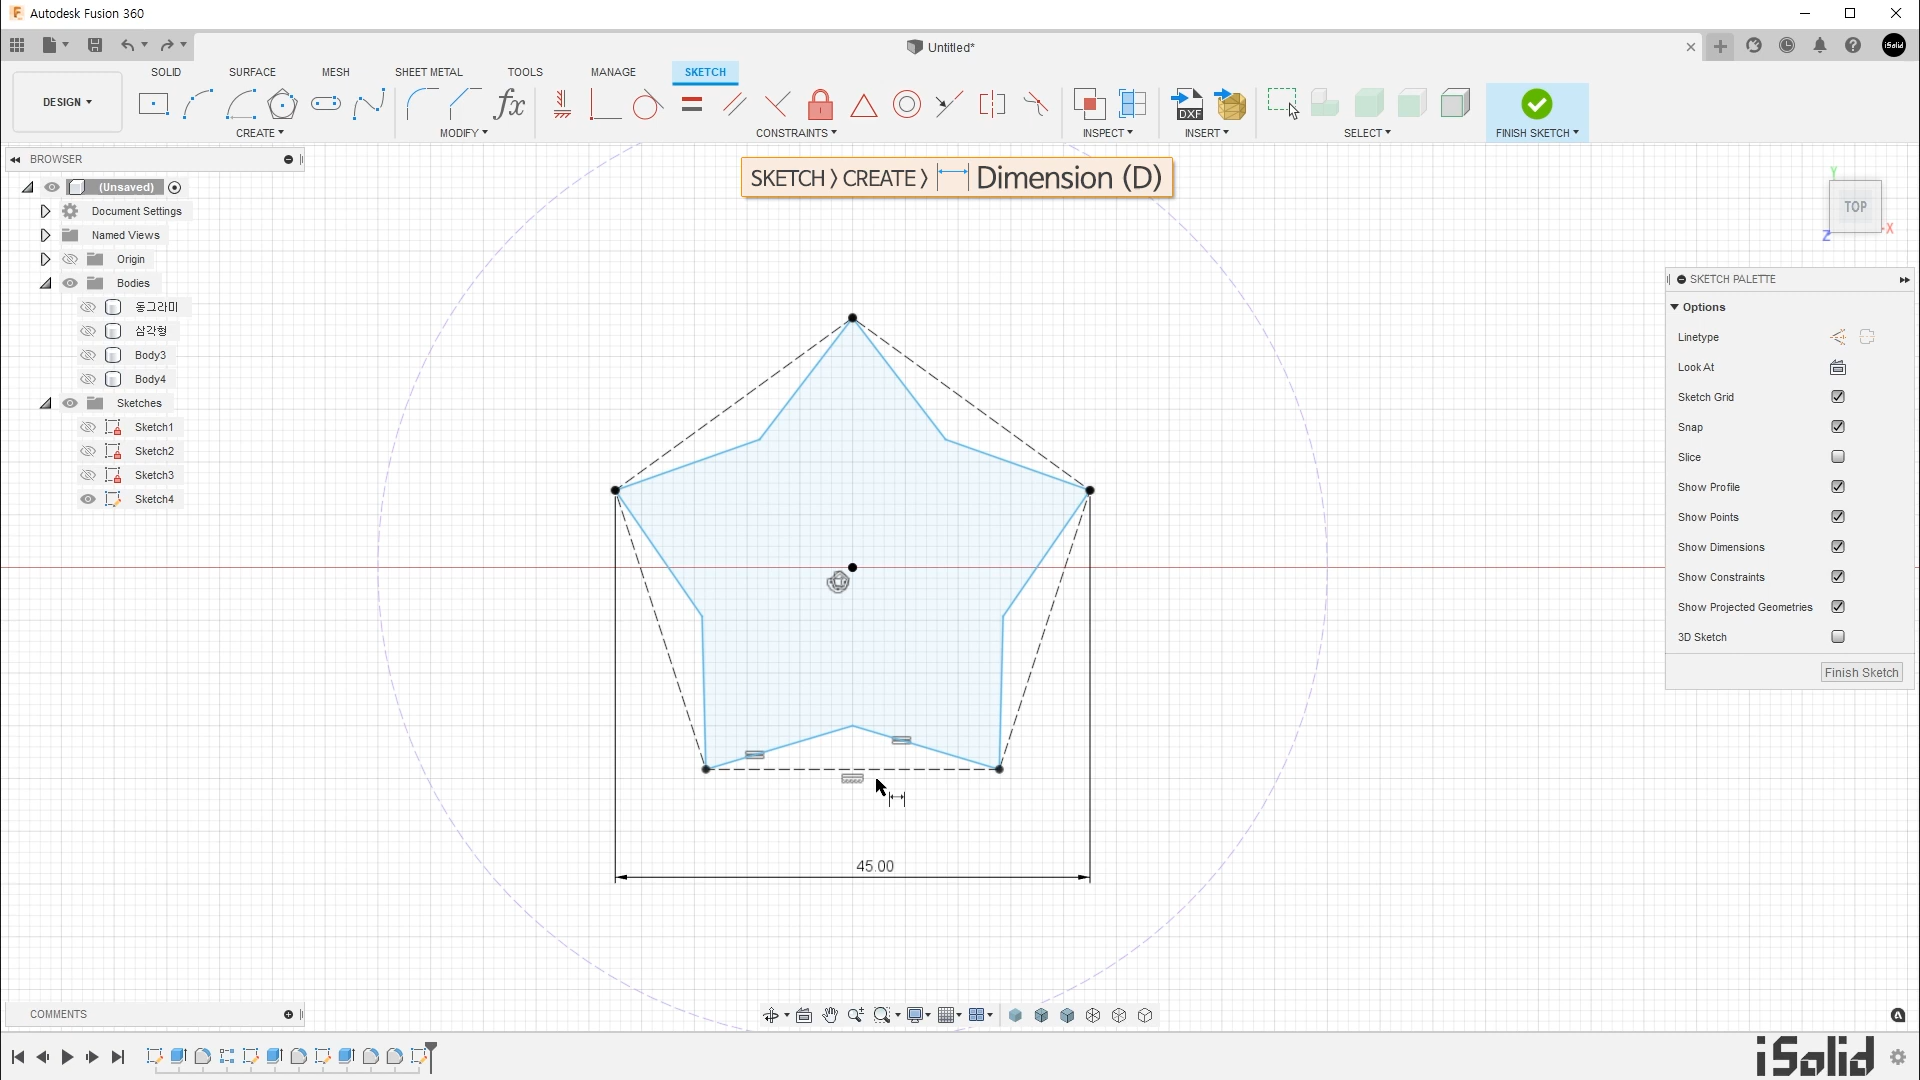 Autodesk Fusion 360
Untitled*
iSolid
DESIGN
SOLID SURFACE MESH SHEET METAL TOOLS MANAGE SKETCH
fx
DXF
CREATE MODIFY CONSTRAINTS INSPECT INSERT SELECT FINISH SKETCH
BROWSER
(Unsaved)
Document Settings
Named Views
Origin
Bodies
동그라미
삼각형
Body3
Body4
Sketches
Sketch1
Sketch2
Sketch3
Sketch4
SKETCH 〉CREATE 〉 Dimension (D)
Y
TOP
X
Z
SKETCH PALETTE
Options
Linetype
Look At
Sketch Grid
Snap
Slice
Show Profile
Show Points
Show Dimensions
Show Constraints
Show Projected Geometries
3D Sketch
Finish Sketch
45.00
COMMENTS
iSolid